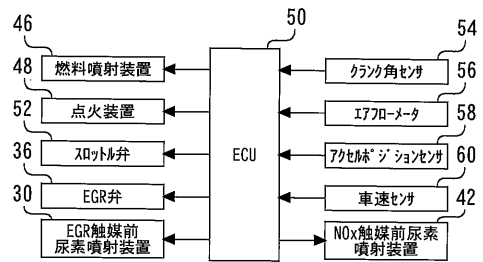 46
燃料噴射装置
48
点火装置
52
スロットル弁
36
EGR弁
30
EGR触媒前
尿素噴射装置
50
ECU
54
クランク角センサ
56
エアフローメータ
58
アクセルポジションセンサ
60
車速センサ
42
NOx触媒前尿素
噴射装置